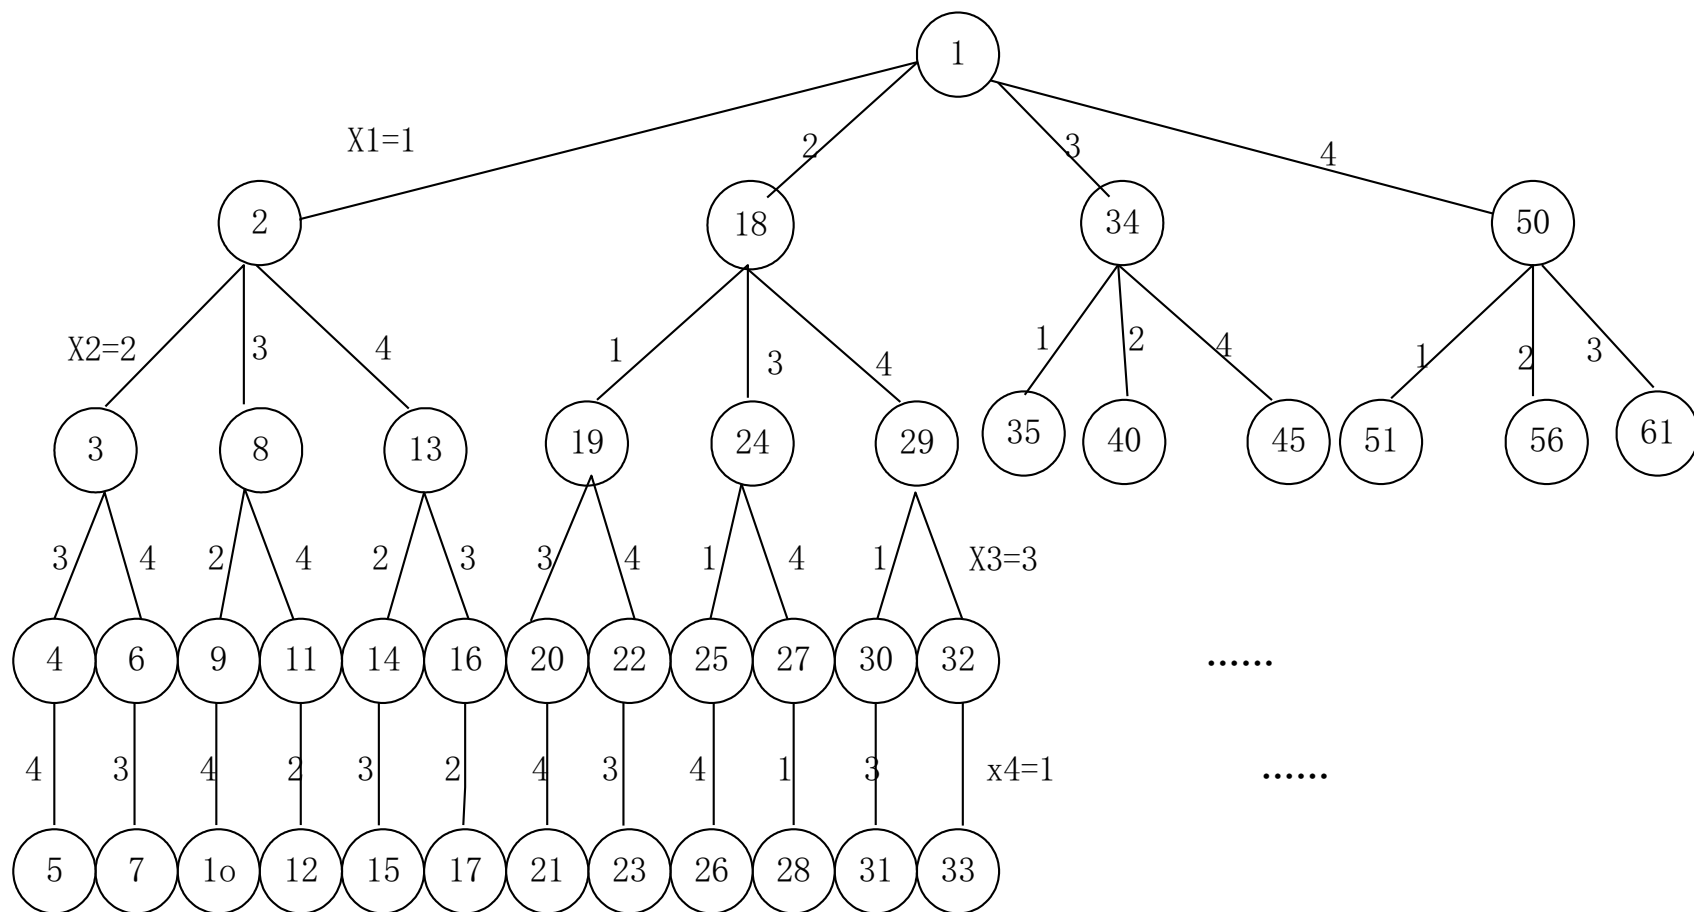 1
X1=1 2 3 4
2 18 34 50
X2=2 3 4 1 3 4 1 2 4 1 2 3
3 8 13 19 24 29 35 40 45 51 56 61
3 4 2 4 2 3 3 4 1 4 1 X3=3
4 6 9 11 14 16 20 22 25 27 30 32 ......
4 3 4 2 3 2 4 3 4 1 3 x4=1 ......
5 7 1o 12 15 17 21 23 26 28 31 33